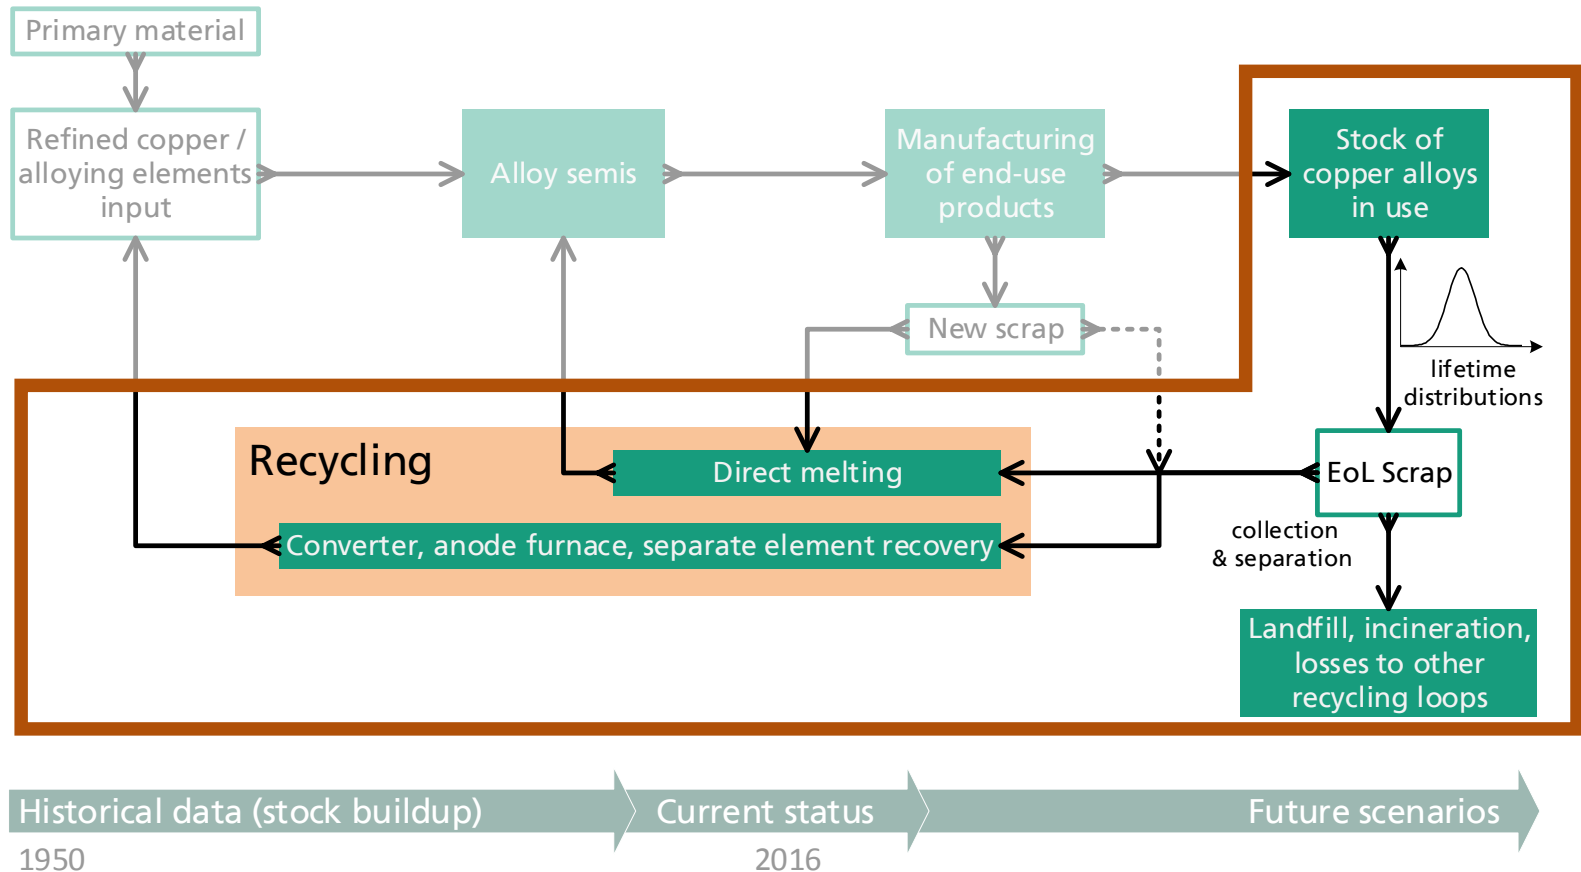 Primary material
Refined copper /
alloying elements
input
Alloy semis
Manufacturing
of end-use
products
Stock of
copper alloys
in use
New scrap
lifetime
distributions
Recycling
Direct melting
EoL Scrap
Converter, anode furnace, separate element recovery
collection
& separation
Landfill, incineration,
losses to other
recycling loops
Historical data (stock buildup)
Current status
Future scenarios
1950
2016